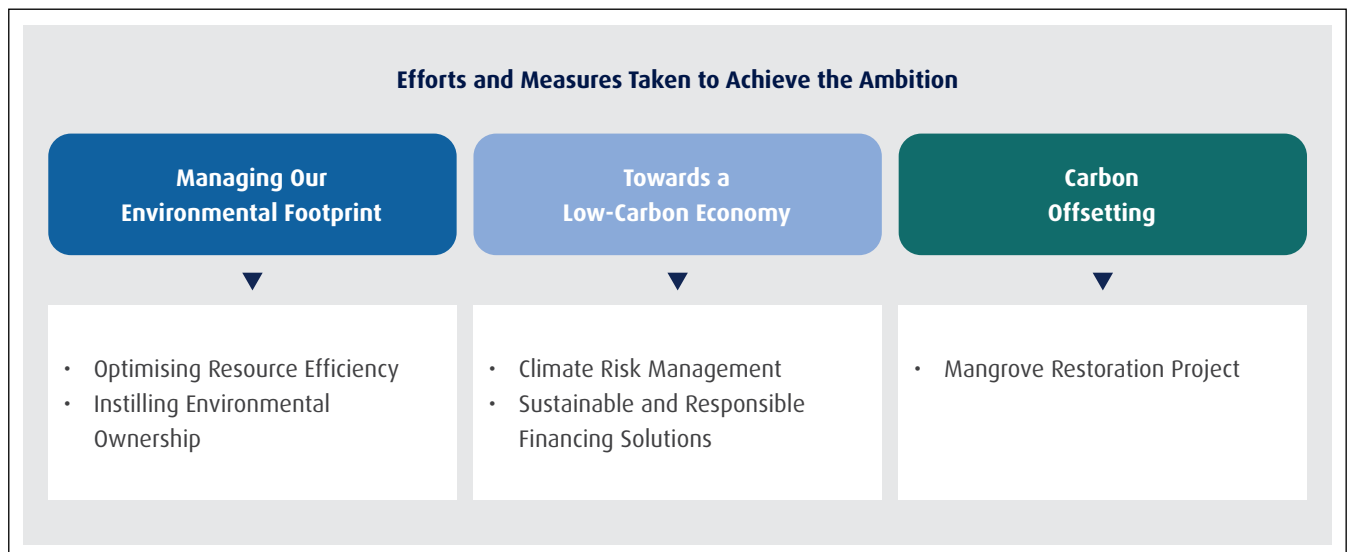 Efforts and Measures Taken to Achieve the Ambition
Managing Our
Environmental Footprint
Towards a
Low-Carbon Economy
Carbon
Offsetting
• Optimising Resource Efficiency
• Instilling Environmental
Ownership
• Climate Risk Management
• Sustainable and Responsible
Financing Solutions
• Mangrove Restoration Project